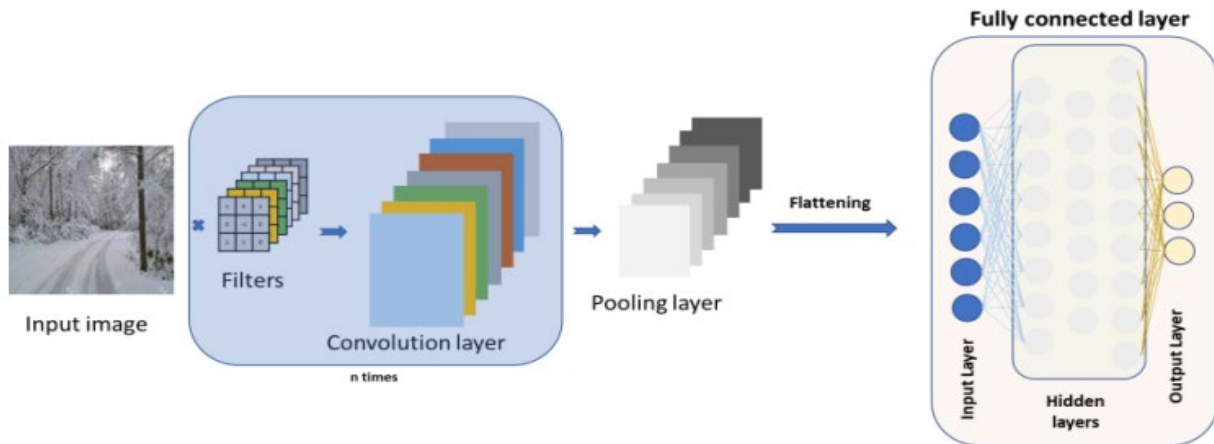 Fully connected layer
Input image
Filters
Convolution layer
n times
Pooling layer
Flattening
Input Layer
Hidden
layers
Output Layer